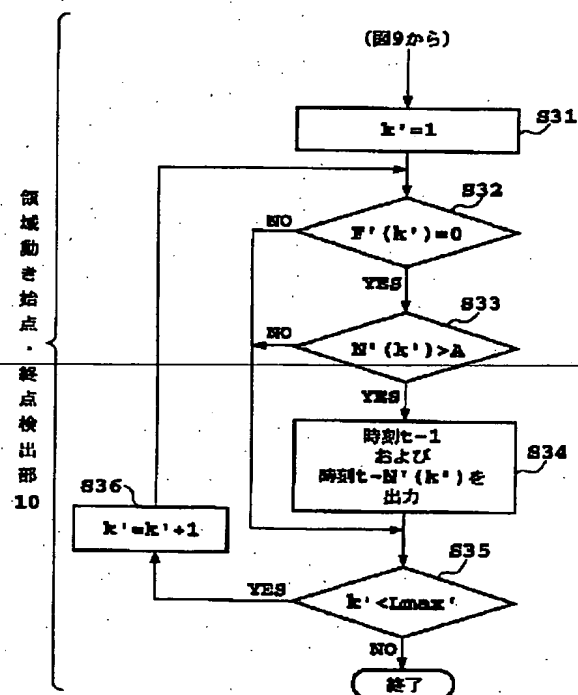 (図9から)
S31
k'=1
S32
F'(k')=0
NO
YES
S33
N'(k')>A
NO
YES
S34
時刻t-1
および
時刻t-N'(k')を
出力
S36
k'=k'+1
S35
k'<Lmax'
YES
NO
終了
領域動き始点・終点検出部10